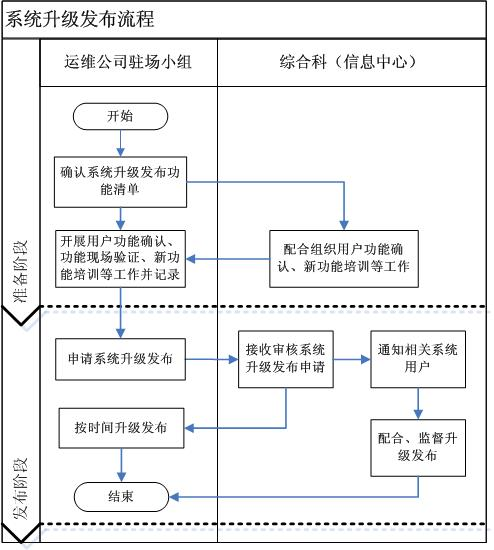 系统升级发布流程
运维公司驻场小组
综合科（信息中心）
准备阶段
开始
确认系统升级发布功
能清单
开展用户功能确认、
功能现场验证、新功
能培训等工作并记录
配合组织用户功能确
认、新功能培训等工作
发布阶段
申请系统升级发布
接收审核系统
升级发布申请
通知相关系统
用户
按时间升级发布
配合、监督升
级发布
结束